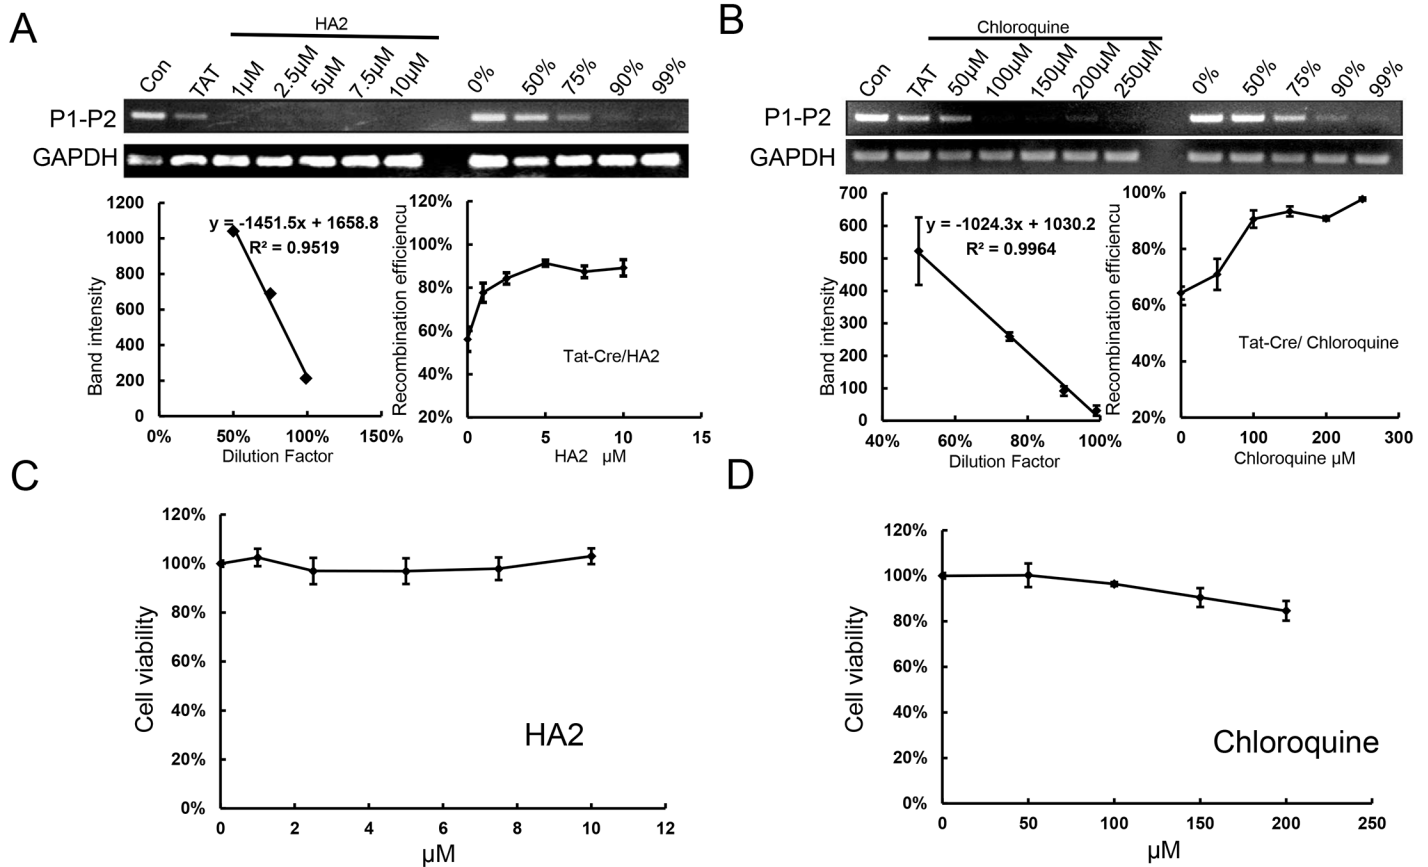 A
HA2
Con TAT 1μM 2.5μM 5μM 7.5μM 10μM 0% 50% 75% 90% 99%
P1-P2
GAPDH
1200
1000
800
600
400
200
0
Band intensity
y = -1451.5x + 1658.8
R² = 0.9519
0% 50% 100% 150%
Dilution Factor
120%
100%
80%
60%
40%
20%
Recombination efficiencu
Tat-Cre/HA2
0 5 10 15
HA2 μM
B
Chloroquine
Con TAT 50μM 100μM 150μM 200μM 250μM 0% 50% 75% 90% 99%
P1-P2
GAPDH
700
600
500
400
300
200
100
0
Band intensity
y = -1024.3x + 1030.2
R² = 0.9964
40% 60% 80% 100%
Dilution Factor
100%
80%
60%
40%
20%
Recombination efficiencu
Tat-Cre/ Chloroquine
0 100 200 300
Chloroquine μM
C
120%
100%
80%
60%
40%
20%
0%
Cell viability
HA2
0 2 4 6 8 10 12
μM
D
120%
100%
80%
60%
40%
20%
0%
Cell viability
Chloroquine
0 50 100 150 200 250
μM